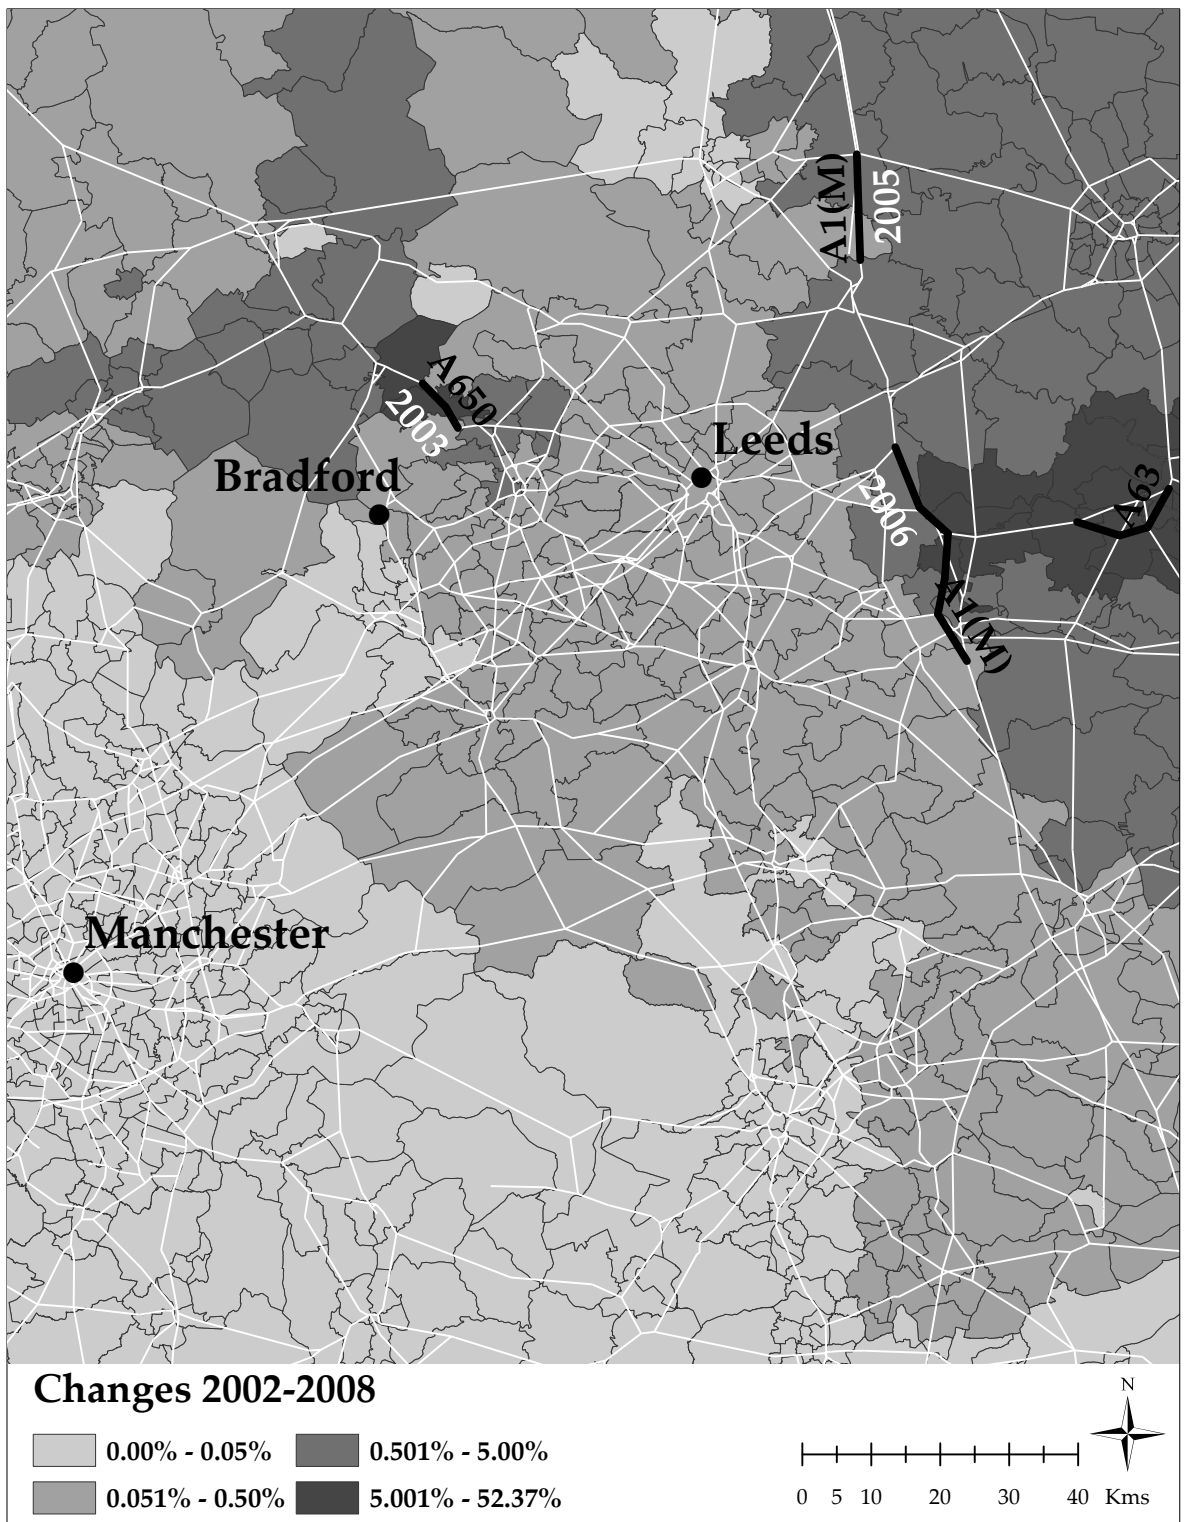 A1(M)
2005
A650
2003
Leeds
Bradford
A63
2006
A1(M)
Manchester
Changes 2002-2008
N
0.00% - 0.05%
0.501% - 5.00%
0.051% - 0.50%
5.001% - 52.37%
0 5 10 20 30 40 Kms